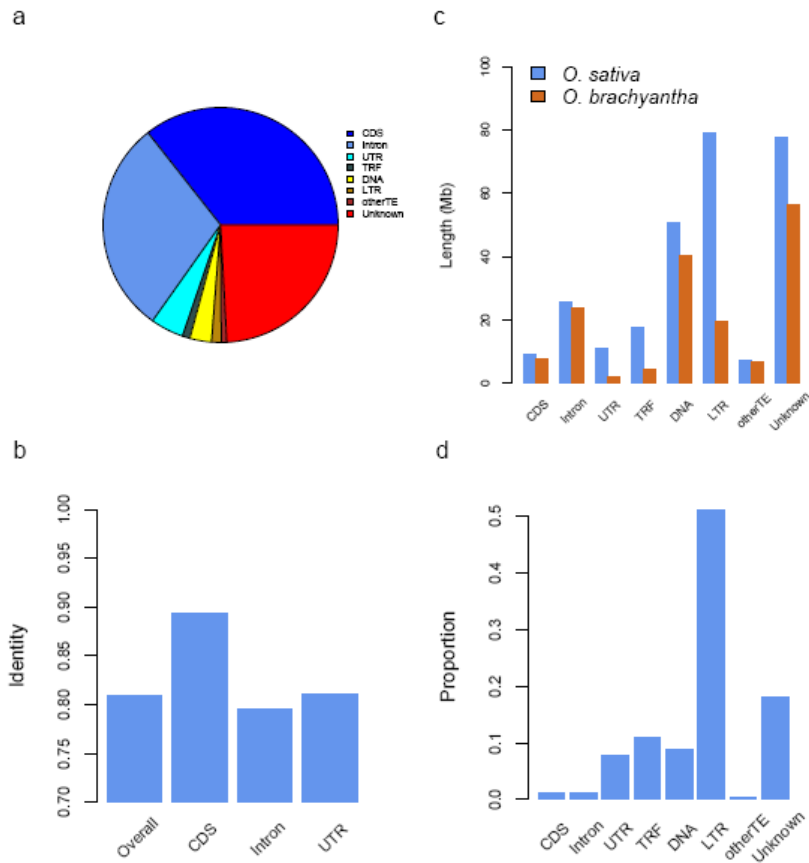 a
CDS
Intron
UTR
TRF
DNA
LTR
otherTE
Unknown
c
O. sativa
O. brachyantha
Length (Mb)
100
80
60
40
20
0
CDS
Intron
UTR
TRF
DNA
LTR
otherTE
Unknown
b
Identity
1.00
0.95
0.90
0.85
0.80
0.75
0.70
Overall
CDS
Intron
UTR
d
Proportion
0.5
0.4
0.3
0.2
0.1
0.0
CDS
Intron
UTR
TRF
DNA
LTR
otherTE
Unknown